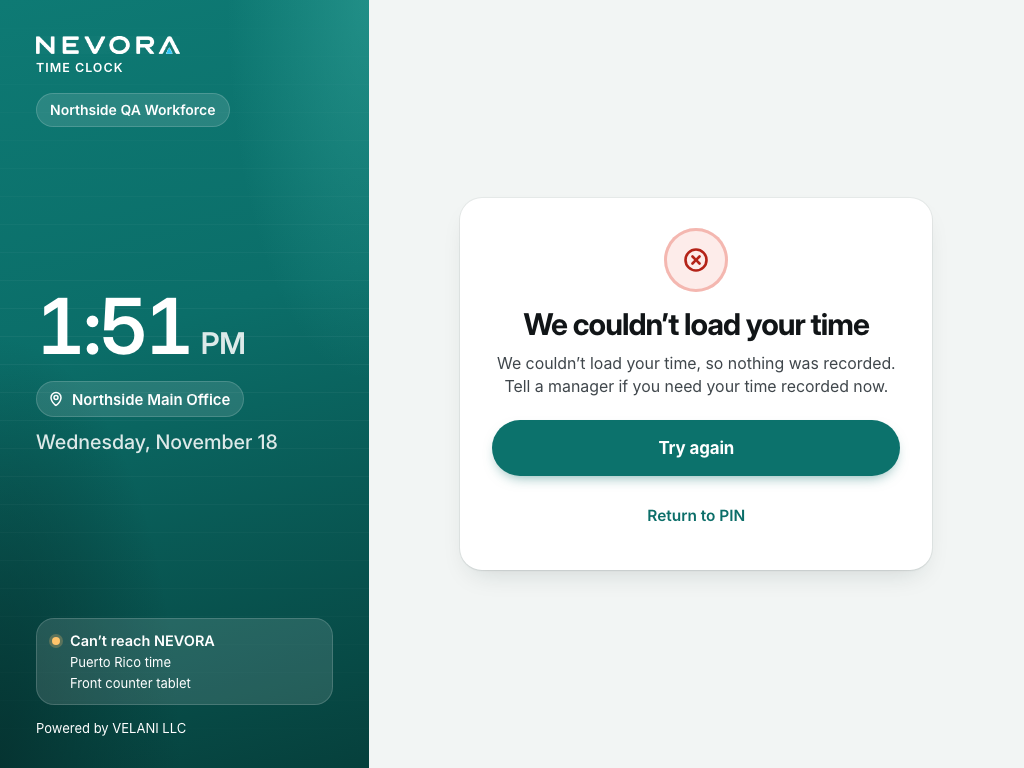 NEVORA
TIME CLOCK
Northside QA Workforce
1:51 PM
Northside Main Office
Wednesday, November 18
Can’t reach NEVORA
Puerto Rico time
Front counter tablet
Powered by VELANI LLC
We couldn’t load your time
We couldn’t load your time, so nothing was recorded.
Tell a manager if you need your time recorded now.
Try again
Return to PIN